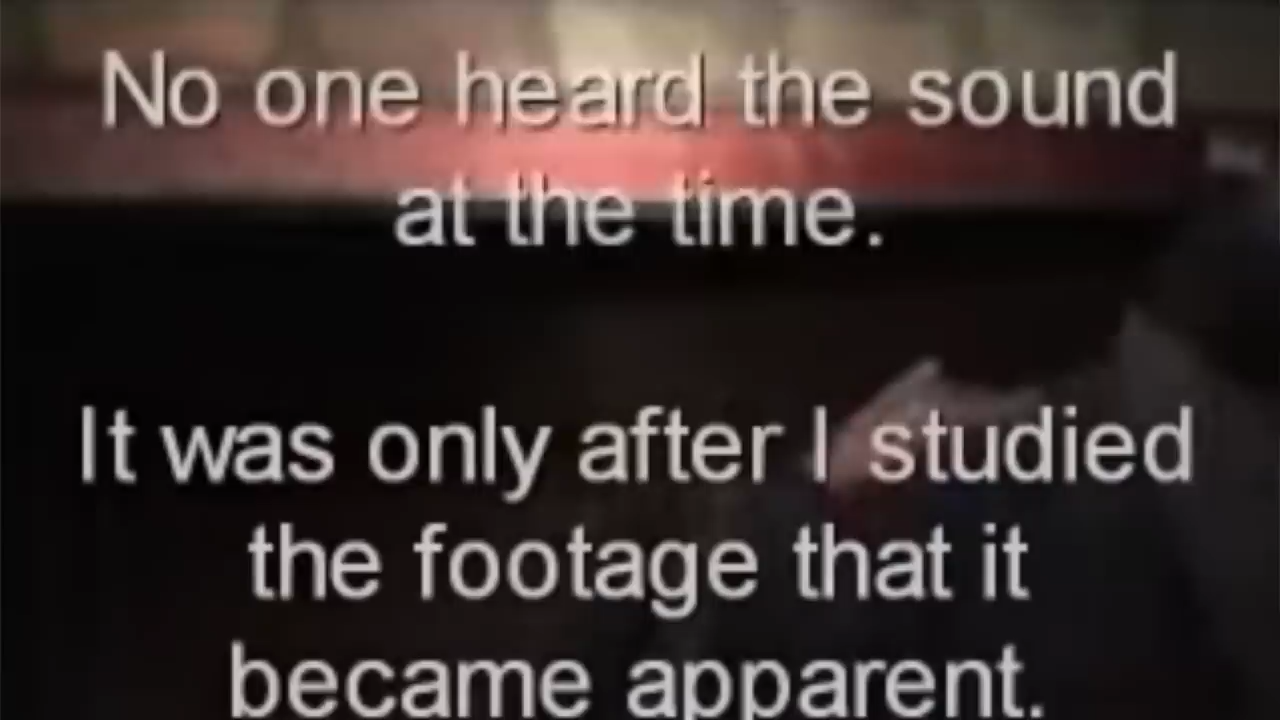 No one heard the sound
at the time.
It was only after I studied
the footage that it
became apparent.